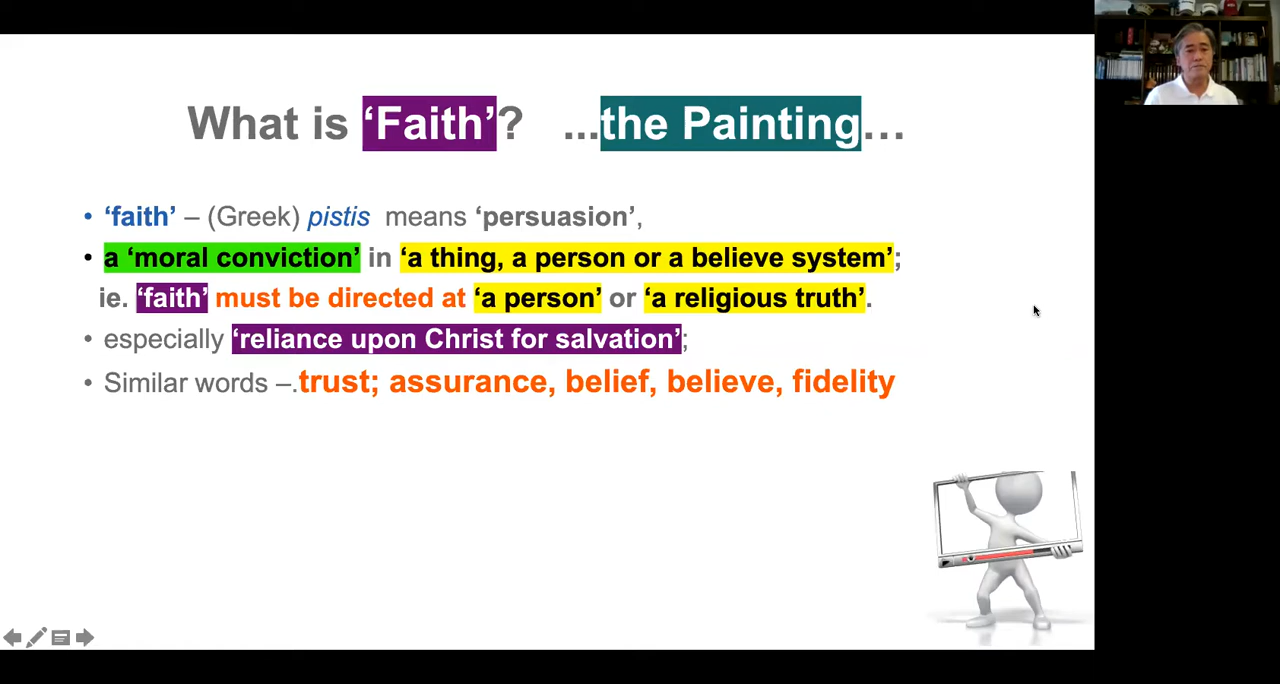 What is ‘Faith’? ...the Painting...
• ‘faith’ – (Greek) pistis means ‘persuasion’,
• a ‘moral conviction’ in ‘a thing, a person or a believe system’;
ie. ‘faith’ must be directed at ‘a person’ or ‘a religious truth’.
• especially ‘reliance upon Christ for salvation’;
• Similar words –.trust; assurance, belief, believe, fidelity